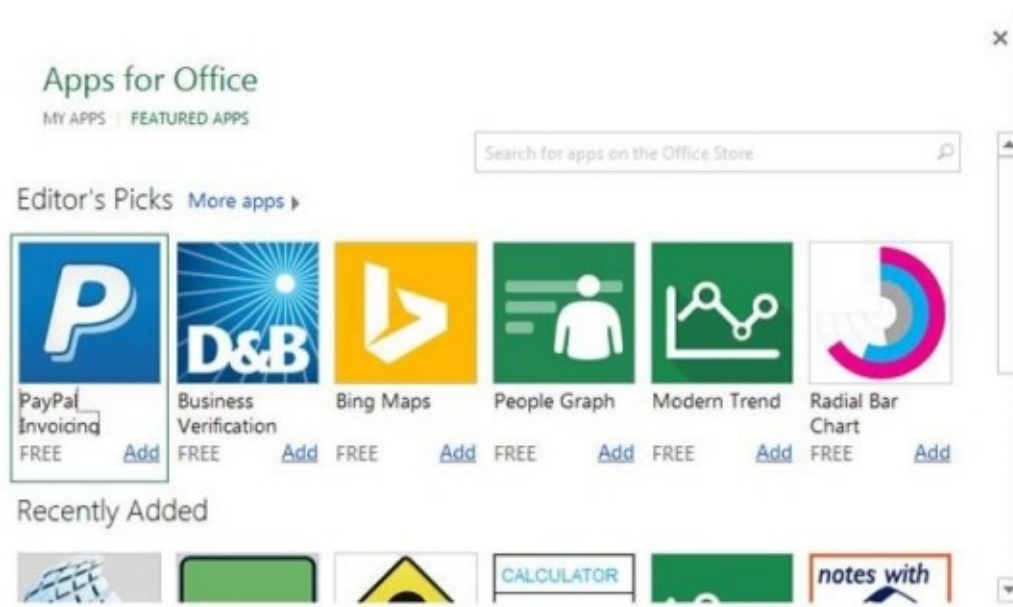 Apps for Office
MY APPS | FEATURED APPS
Search for apps on the Office Store
Editor's Picks More apps
D&B
PayPal Invoicing
FREE Add
Business Verification
FREE Add
Bing Maps
FREE Add
People Graph
FREE Add
Modern Trend
FREE Add
Radial Bar Chart
FREE Add
Recently Added
CALCULATOR
notes with